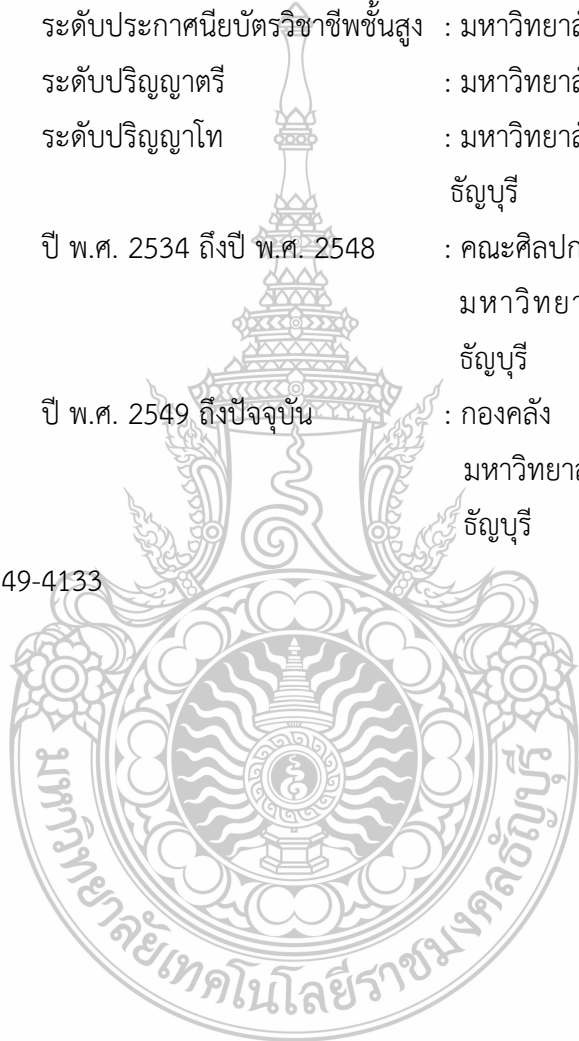 ระดับประกาศนียบัตรวิชาชีพชั้นสูง : มหาวิทยาลั
ระดับปริญญาตรี : มหาวิทยาลั
ระดับปริญญาโท : มหาวิทยาลั
ธัญบุรี
ปี พ.ศ. 2534 ถึงปี พ.ศ. 2548 : คณะศิลปก
มหาวิทยา
ธัญบุรี
ปี พ.ศ. 2549 ถึงปัจจุบัน : กองคลัง
มหาวิทยาลั
ธัญบุรี
49-4133
มหาวิทยาลัยเทคโนโลยีราชมงคลธัญบุรี